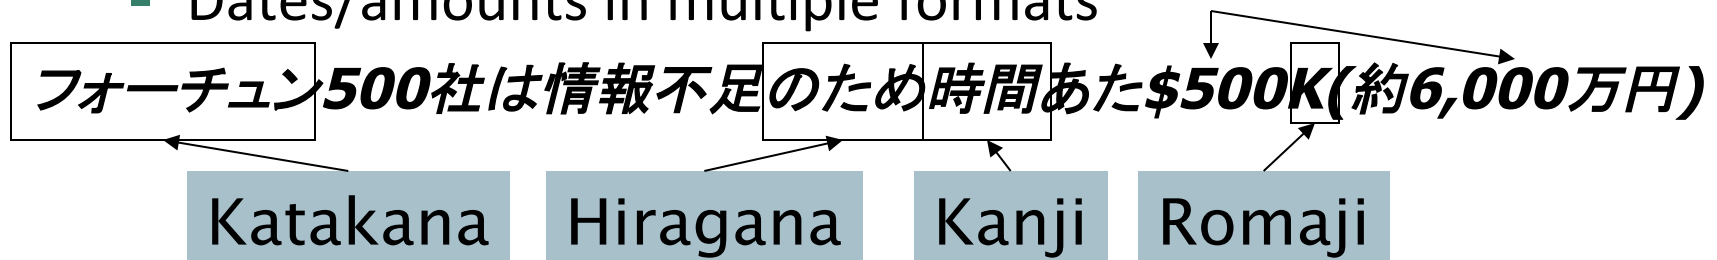 Dates/amounts in multiple formats
フォーチュン500社は情報不足のため時間あた$500K(約6,000万円)
Katakana Hiragana Kanji Romaji